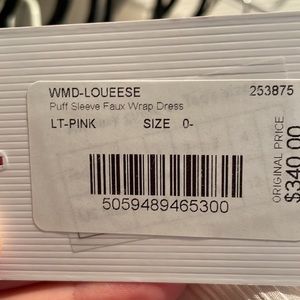 WMD-LOUEESE 253875
Puff Sleeve Faux Wrap Dress
LT-PINK SIZE 0-
5059489465300
ORIGINAL PRICE
$340.00